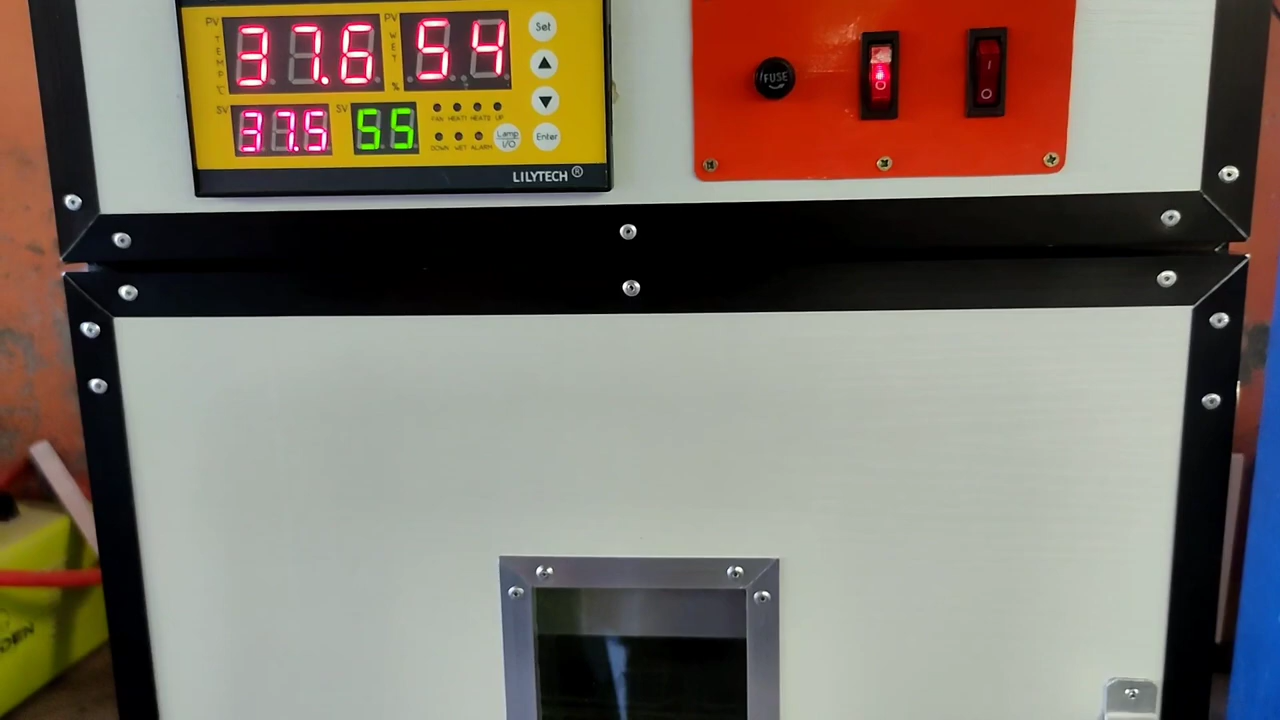 PV TEMP °C
37.6
PV WET %
54
Set
SV
37.5
SV
55
FAN HEAT1 HEAT2 UP
DOWN WET ALARM
Lamp I/O
Enter
LILYTECH®
FUSE
O
I O
DEN